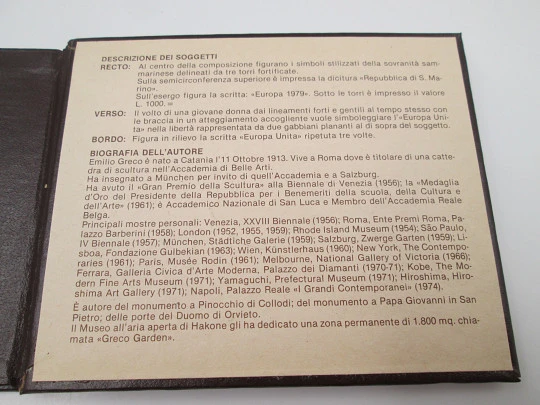 DESCRIZIONE DEI SOGGETTI
RECTO: Al centro della composizione figurano i simboli stilizzati della sovranità sam-
marinese delineati da tre torri fortificate.
Sulla semicirconferenza superiore è impressa la dicitura «Repubblica di S. Ma-
rino».
Sull'esergo figura la scritta: «Europa 1979». Sotto le torri è impresso il valore
L. 1000. =
VERSO: Il volto di una giovane donna dai lineamenti forti e gentili al tempo stesso con
le braccia in un atteggiamento accogliente vuole simboleggiare l'«Europa Uni-
ta» nella libertà rappresentata da due gabbiani plananti al di sopra del soggetto.
BORDO: Figura in rilievo la scritta «Europa Unita» ripetuta tre volte.
BIOGRAFIA DELL'AUTORE
Emilio Greco è nato a Catania l'11 Ottobre 1913. Vive a Roma dove è titolare di una catte-
dra di scultura nell'Accademia di Belle Arti.
Ha insegnato a München per invito di quell'Accademia e a Salzburg.
Ha avuto il «Gran Premio della Scultura» alla Biennale di Venezia (1956); la «Medaglia
d'Oro del Presidente della Repubblica per i Benemeriti della scuola, della Cultura e
dell'Arte» (1961); è Accademico Nazionale di San Luca e Membro dell'Accademia Reale
Belga.
Principali mostre personali: Venezia, XXVIII Biennale (1956); Roma, Ente Premi Roma, Pa-
lazzo Barberini (1958); London (1952, 1955, 1959); Rhode Island Museum (1954); São Paulo,
IV Biennale (1957); München, Städtiche Galerie (1959); Salzburg, Zwerge Garten (1959); Li-
sboa, Fondazione Gulbekian (1963); Wien, Künstlerhaus (1960); New York, The Contempo-
raries (1961); Paris, Musée Rodin (1961); Melbourne, National Gallery of Victoria (1966);
Ferrara, Galleria Civica d'Arte Moderna, Palazzo dei Diamanti (1970-71); Kobe, The Mo-
dern Fine Arts Museum (1971); Yamaguchi, Prefectural Museum (1971); Hiroshima, Hiro-
shima Art Gallery (1971); Napoli, Palazzo Reale «I Grandi Contemporanei» (1974).
È autore del monumento a Pinocchio di Collodi; del monumento a Papa Giovanni in San
Pietro; delle porte del Duomo di Orvieto.
Il Museo all'aria aperta di Hakone gli ha dedicato una zona permanente di 1.800 mq. chia-
mata «Greco Garden».